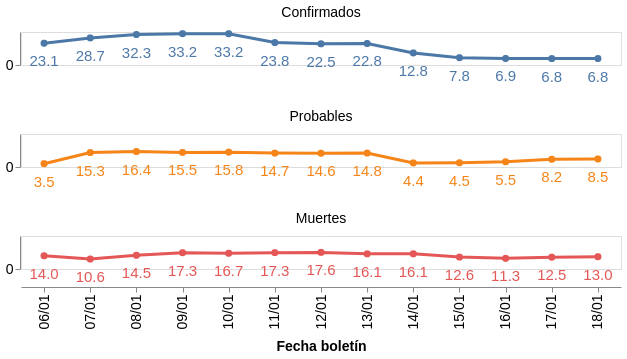 Confirmados
0
23.1 28.7 32.3 33.2 33.2 23.8 22.5 22.8 12.8 7.8 6.9 6.8 6.8
Probables
0
3.5 15.3 16.4 15.5 15.8 14.7 14.6 14.8 4.4 4.5 5.5 8.2 8.5
Muertes
0
14.0 10.6 14.5 17.3 16.7 17.3 17.6 16.1 16.1 12.6 11.3 12.5 13.0
06/01 07/01 08/01 09/01 10/01 11/01 12/01 13/01 14/01 15/01 16/01 17/01 18/01
Fecha boletín